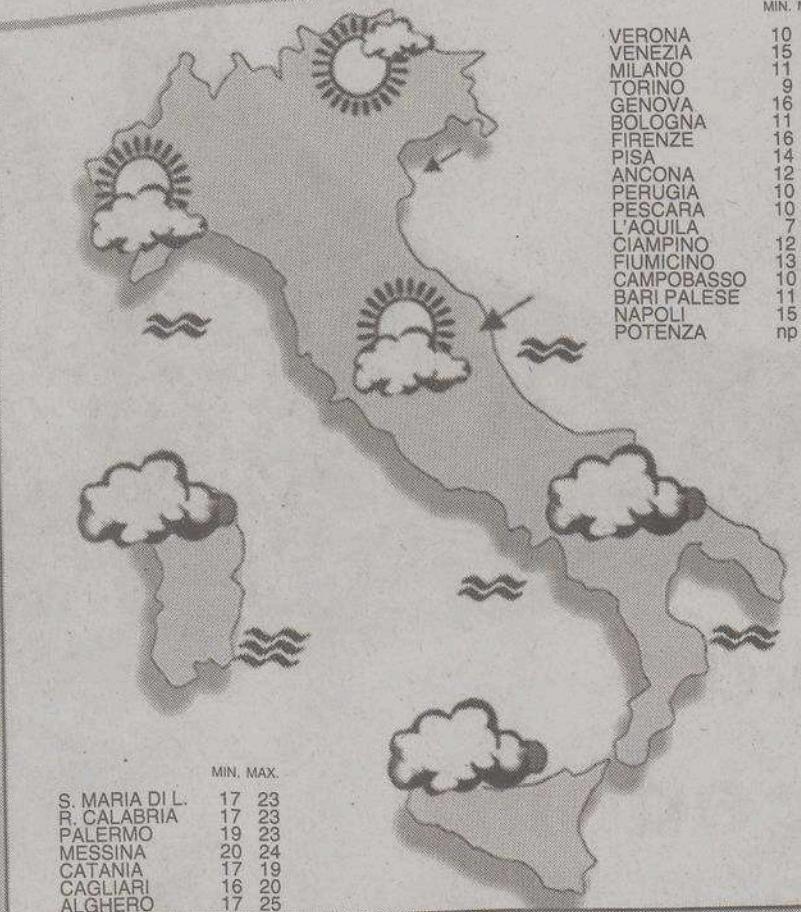 MIN.
VERONA 10
VENEZIA 15
MILANO 11
TORINO 9
GENOVA 16
BOLOGNA 11
FIRENZE 16
PISA 14
ANCONA 12
PERUGIA 10
PESCARA 10
L'AQUILA 7
CIAMPINO 12
FIUMICINO 13
CAMPOBASSO 10
BARI PALESE 11
NAPOLI 15
POTENZA np
MIN. MAX.
S. MARIA DI L. 17 23
R. CALABRIA 17 23
PALERMO 19 23
MESSINA 20 24
CATANIA 17 19
CAGLIARI 16 20
ALGHERO 17 25